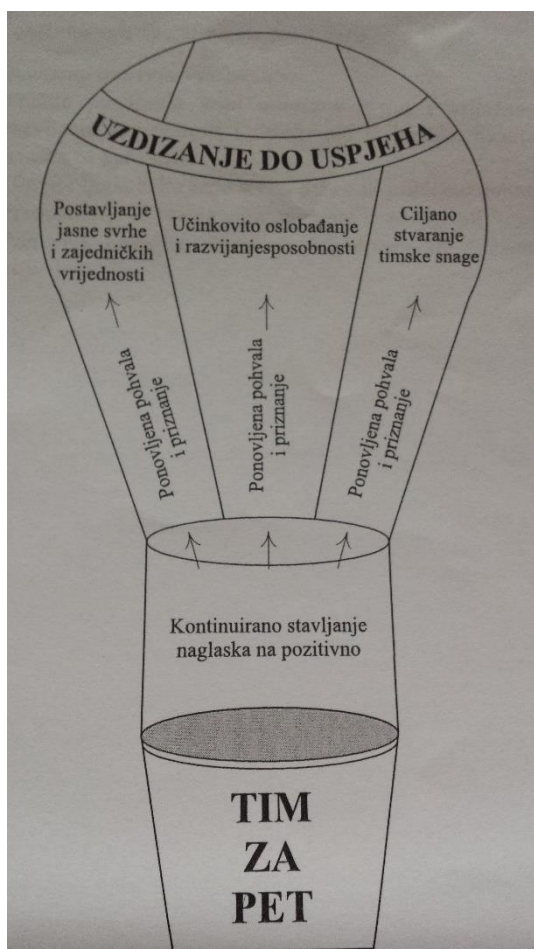 UZDIZANJE DO USPJEHA
Postavljanje
jasne svrhe
i zajedničkih
vrijednosti
Učinkovito oslobađanje
i razvijanjesposobnosti
Ciljano
stvaranje
timske snage
Ponovljena pohvala
i priznanje
Ponovljena pohvala
i priznanje
Ponovljena pohvala
i priznanje
Kontinuirano stavljanje
naglaska na pozitivno
TIM
ZA
PET